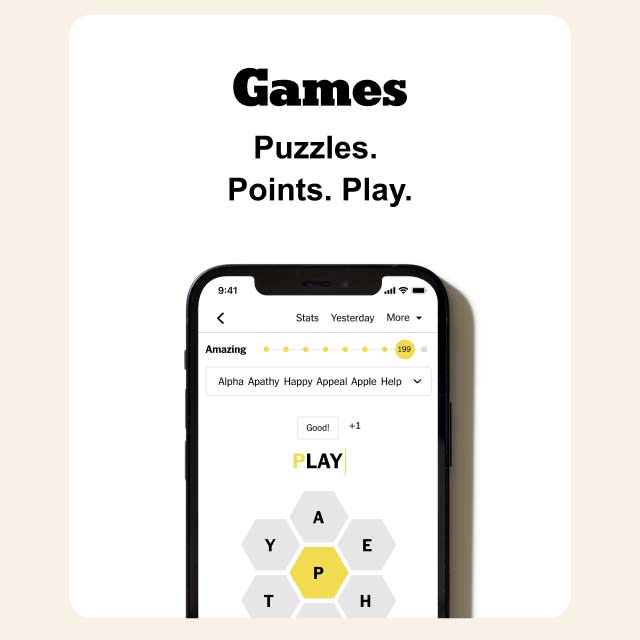 Games
Puzzles.
Points. Play.
9:41
Stats Yesterday More
Amazing 199
Alpha Apathy Happy Appeal Apple Help
Good! +1
PLAY
A
Y E
P
T H